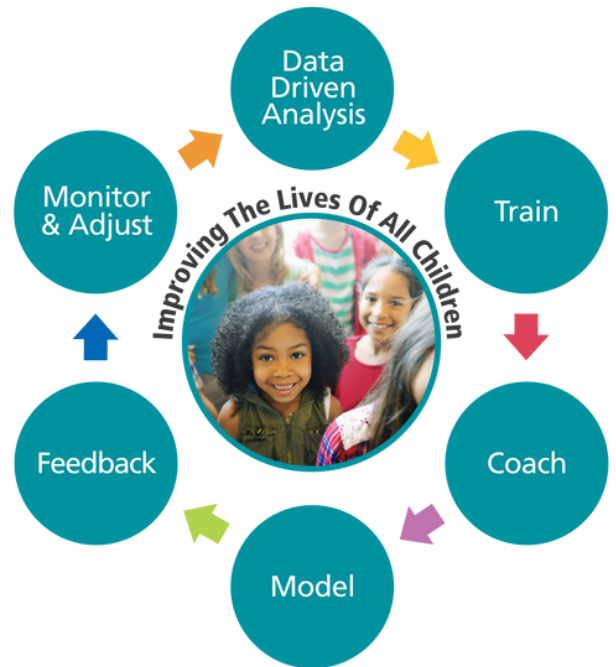 Data
Driven
Analysis
Train
Coach
Model
Feedback
Monitor
& Adjust
Improving The Lives Of All Children